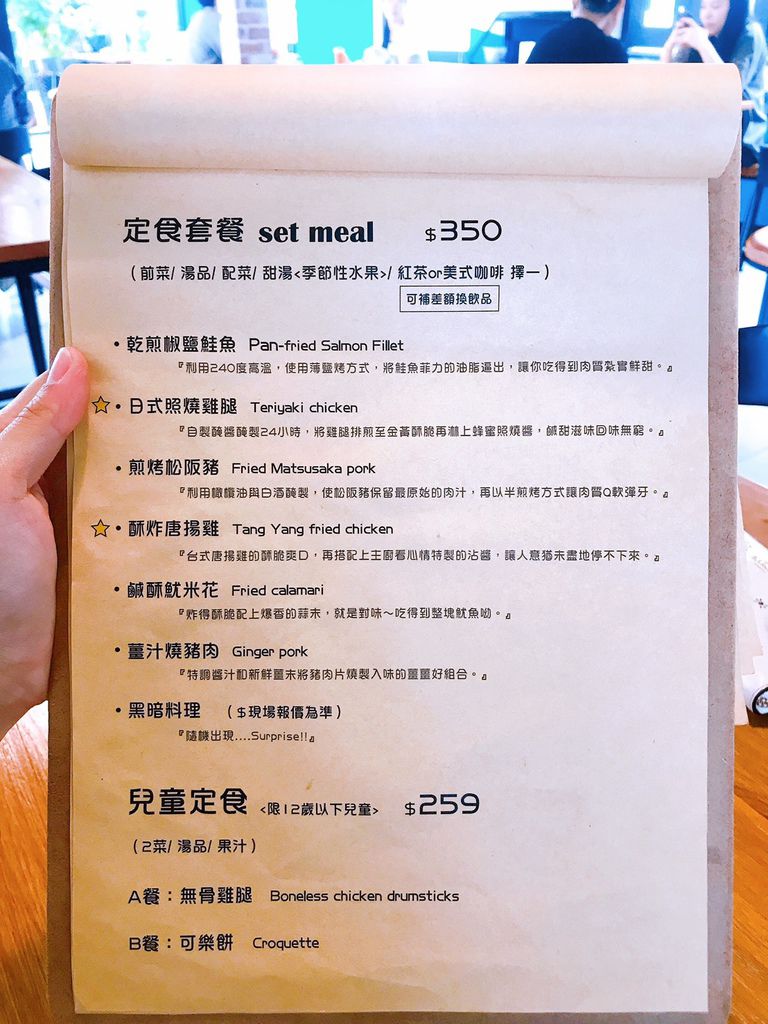 定食套餐 set meal $350
（前菜/ 湯品/ 配菜/ 甜湯<季節性水果>/ 紅茶or美式咖啡 擇一）
可補差額換飲品
•乾煎椒鹽鮭魚 Pan-fried Salmon Fillet
『利用240度高溫，使用薄鹽烤方式，將鮭魚菲力的油脂逼出，讓你吃得到肉質紮實鮮甜。』
☆•日式照燒雞腿 Teriyaki chicken
『自製醃醬醃製24小時，將雞腿排煎至金黃酥脆再淋上蜂蜜照燒醬，鹹甜滋味回味無窮。』
•煎烤松阪豬 Fried Matsusaka pork
『利用橄欖油與白酒醃製，使松阪豬保留最原始的肉汁，再以半煎烤方式讓肉質Q軟彈牙。』
☆•酥炸唐揚雞 Tang Yang fried chicken
『台式唐揚雞的酥脆爽口，再搭配上主廚看心情特製的沾醬，讓人意猶未盡地停不下來。』
•鹹酥魷米花 Fried calamari
『炸得酥脆配上爆香的蒜末，就是對味～吃得到整塊魷魚呦。』
•薑汁燒豬肉 Ginger pork
『特調醬汁和新鮮薑末將豬肉片燒製入味的薑薑好組合。』
•黑暗料理 （$現場報價為準）
『隨機出現....Surprise!!』
兒童定食 <限12歲以下兒童> $259
（2菜/ 湯品/ 果汁）
A餐：無骨雞腿 Boneless chicken drumsticks
B餐：可樂餅 Croquette